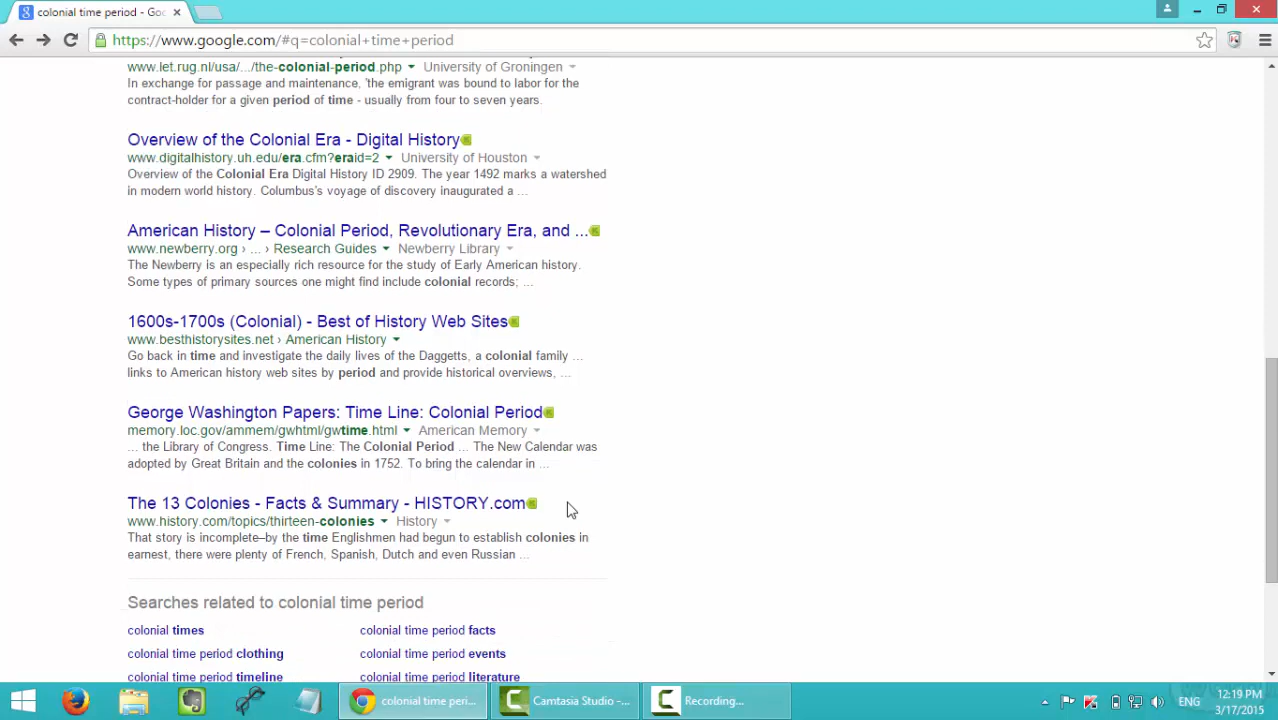 colonial time period - Goo
https://www.google.com/#q=colonial+time+period
www.let.rug.nl/usa/.../the-colonial-period.php University of Groningen
In exchange for passage and maintenance, 'the emigrant was bound to labor for the
contract-holder for a given period of time - usually from four to seven years.
Overview of the Colonial Era - Digital History
www.digitalhistory.uh.edu/era.cfm?eraid=2 University of Houston
Overview of the Colonial Era Digital History ID 2909. The year 1492 marks a watershed
in modern world history. Columbus's voyage of discovery inaugurated a ...
American History – Colonial Period, Revolutionary Era, and ...
www.newberry.org › ... › Research Guides Newberry Library
The Newberry is an especially rich resource for the study of Early American history.
Some types of primary sources one might find include colonial records; ...
1600s-1700s (Colonial) - Best of History Web Sites
www.besthistorysites.net › American History
Go back in time and investigate the daily lives of the Daggetts, a colonial family ...
links to American history web sites by period and provide historical overviews, ...
George Washington Papers: Time Line: Colonial Period
memory.loc.gov/ammem/gwhtml/gwtime.html American Memory
... the Library of Congress. Time Line: The Colonial Period ... The New Calendar was
adopted by Great Britain and the colonies in 1752. To bring the calendar in ...
The 13 Colonies - Facts & Summary - HISTORY.com
www.history.com/topics/thirteen-colonies History
That story is incomplete–by the time Englishmen had begun to establish colonies in
earnest, there were plenty of French, Spanish, Dutch and even Russian ...
Searches related to colonial time period
colonial times colonial time period facts
colonial time period clothing colonial time period events
colonial time period timeline colonial time period literature
colonial time peri... Camtasia Studio -... Recording... ENG 12:19 PM
3/17/2015